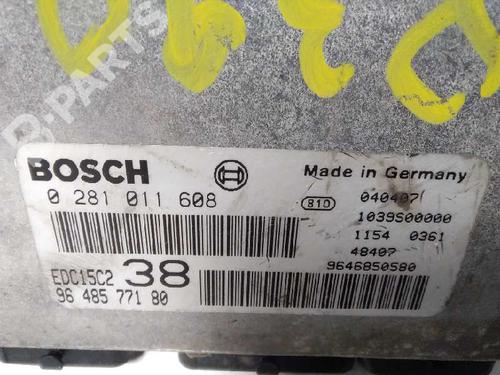 B-PARTS
BOSCH
Made in Germany
0 281 011 608
810
040407
1039S00000
1154 0361
48407
EDC15C2 38
9646850580
96 485 771 80